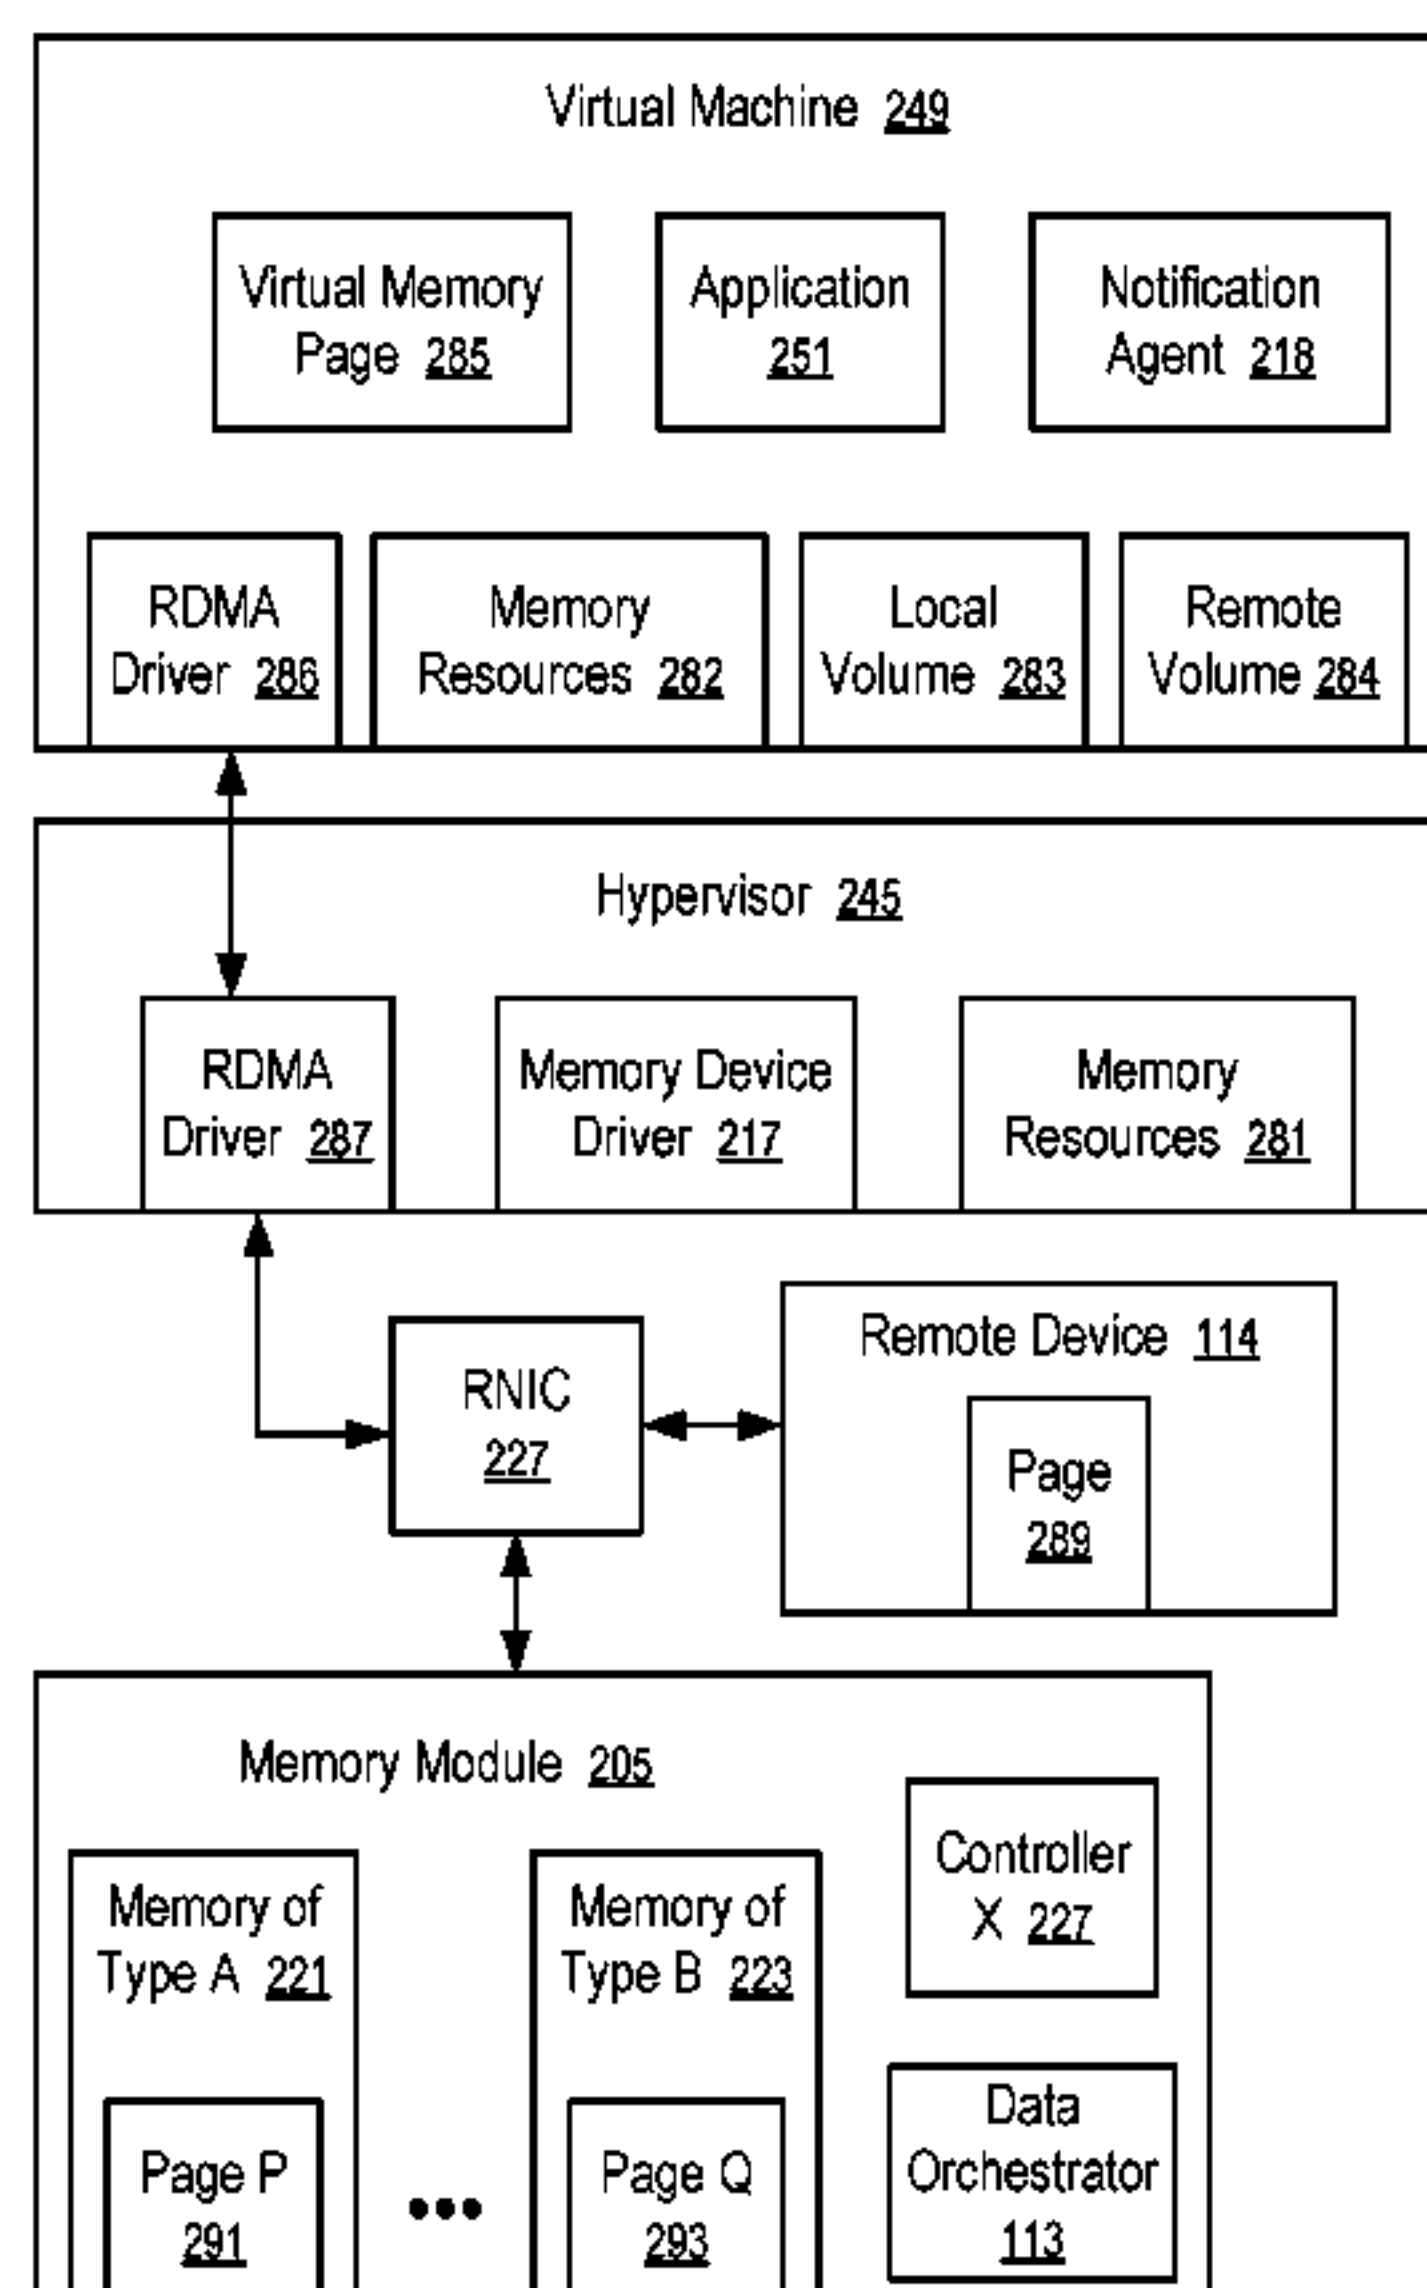 Virtual Machine 249
Virtual Memory
Page 285
Application
251
Notification
Agent 218
RDMA
Driver 286
Memory
Resources 282
Local
Volume 283
Remote
Volume 284
Hypervisor 245
RDMA
Driver 287
Memory Device
Driver 217
Memory
Resources 281
RNIC
227
Remote Device 114
Page
289
Memory Module 205
Memory of
Type A 221
Page P
291
Memory of
Type B 223
Page Q
293
Controller
X 227
Data
Orchestrator
113